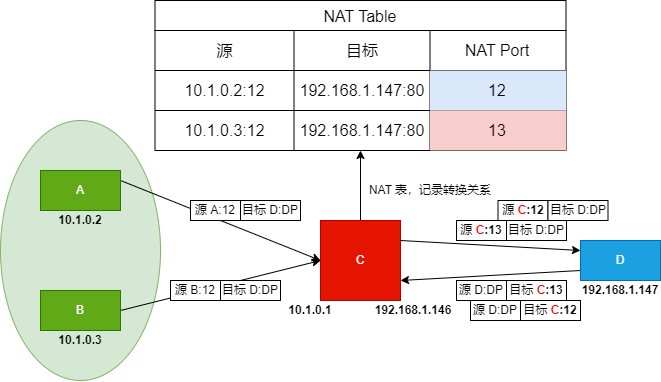 NAT Table
源 目标 NAT Port
10.1.0.2:12 192.168.1.147:80 12
10.1.0.3:12 192.168.1.147:80 13
NAT 表，记录转换关系
A
10.1.0.2
源 A:12 目标 D:DP
源 C:12 目标 D:DP
源 C:13 目标 D:DP
C
D
源 B:12 目标 D:DP
源 D:DP 目标 C:13
192.168.1.147
源 D:DP 目标 C:12
B
10.1.0.1
192.168.1.146
10.1.0.3